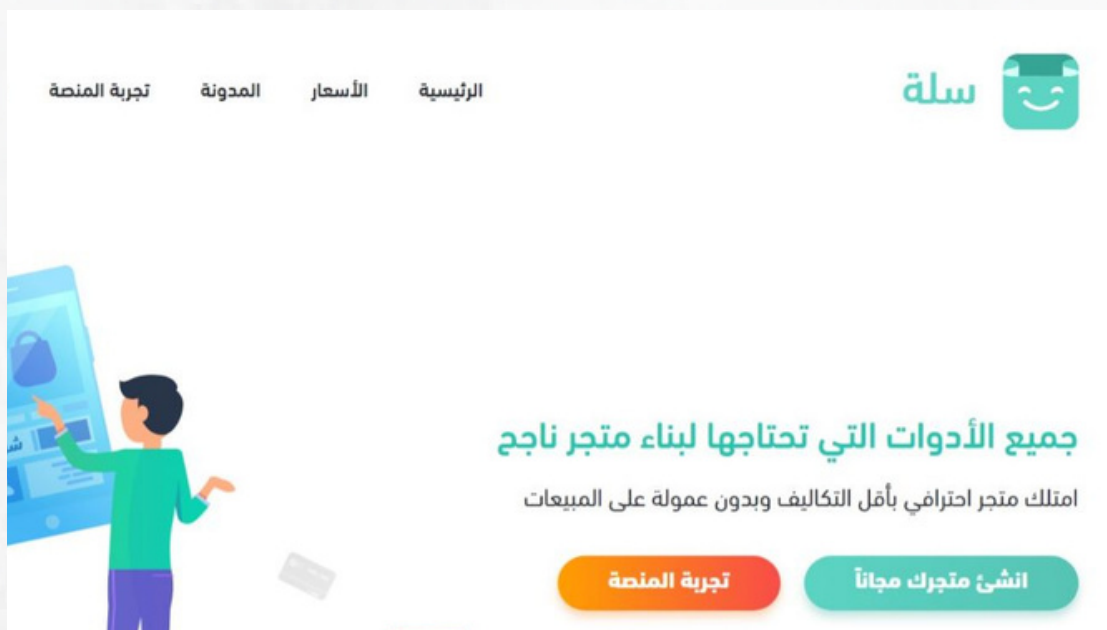 سلة
الرئيسية
الأسعار
المدونة
تجربة المنصة
جميع الأدوات التي تحتاجها لبناء متجر ناجح
امتلك متجر احترافي بأقل التكاليف وبدون عمولة على المبيعات
انشئ متجرك مجاناً
تجربة المنصة